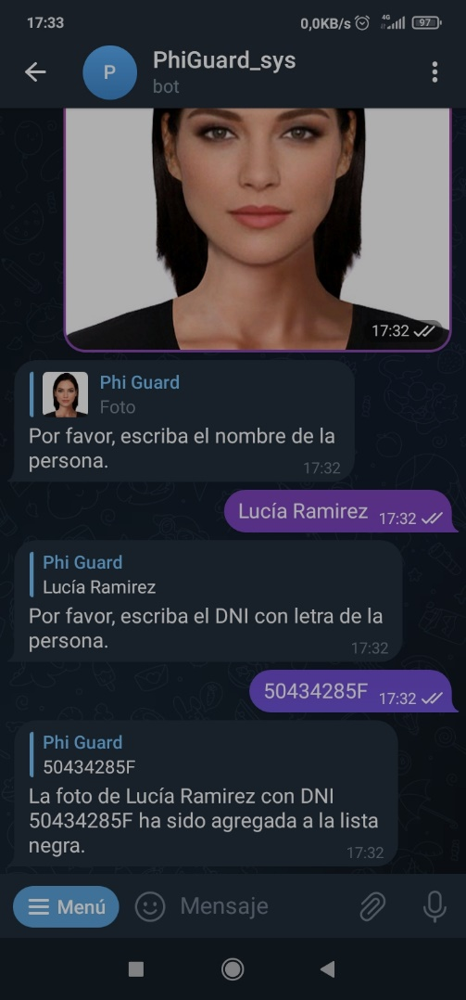 17:33
0,0KB/s
4G
97
P
PhiGuard_sys
bot
17:32
Phi Guard
Foto
Por favor, escriba el nombre de la
persona.
17:32
Lucía Ramirez 17:32
Phi Guard
Lucía Ramirez
Por favor, escriba el DNI con letra de la
persona.
17:32
50434285F 17:32
Phi Guard
50434285F
La foto de Lucía Ramirez con DNI
50434285F ha sido agregada a la lista
negra.
17:32
Menú
Mensaje